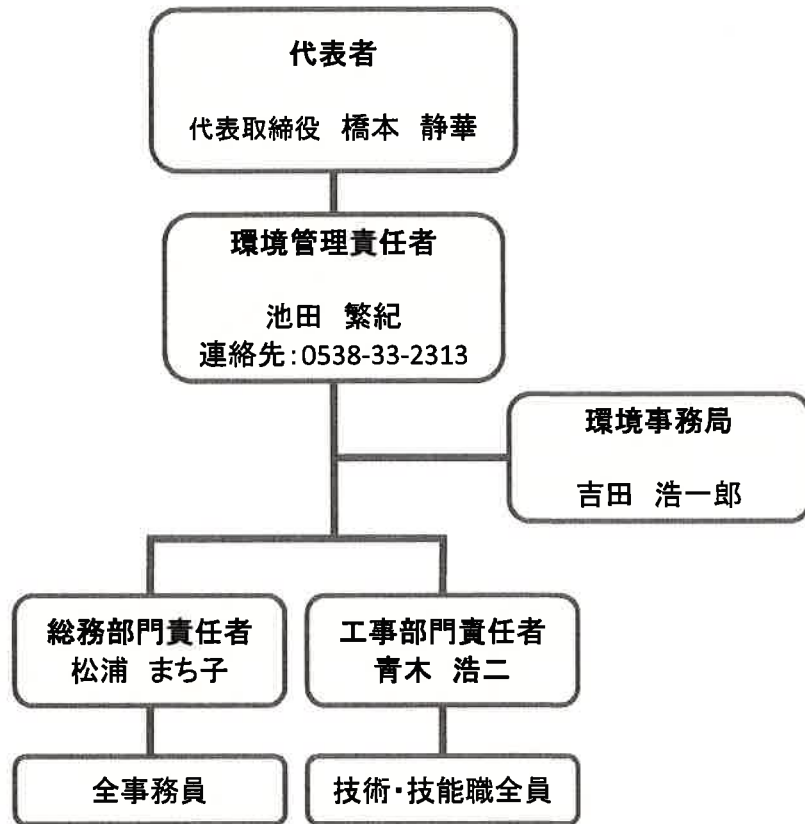 代表者
代表取締役 橋本 静華
環境管理責任者
池田 繁紀
連絡先:0538-33-2313
環境事務局
吉田 浩一郎
総務部門責任者
松浦 まち子
工事部門責任者
青木 浩二
全事務員
技術・技能職全員